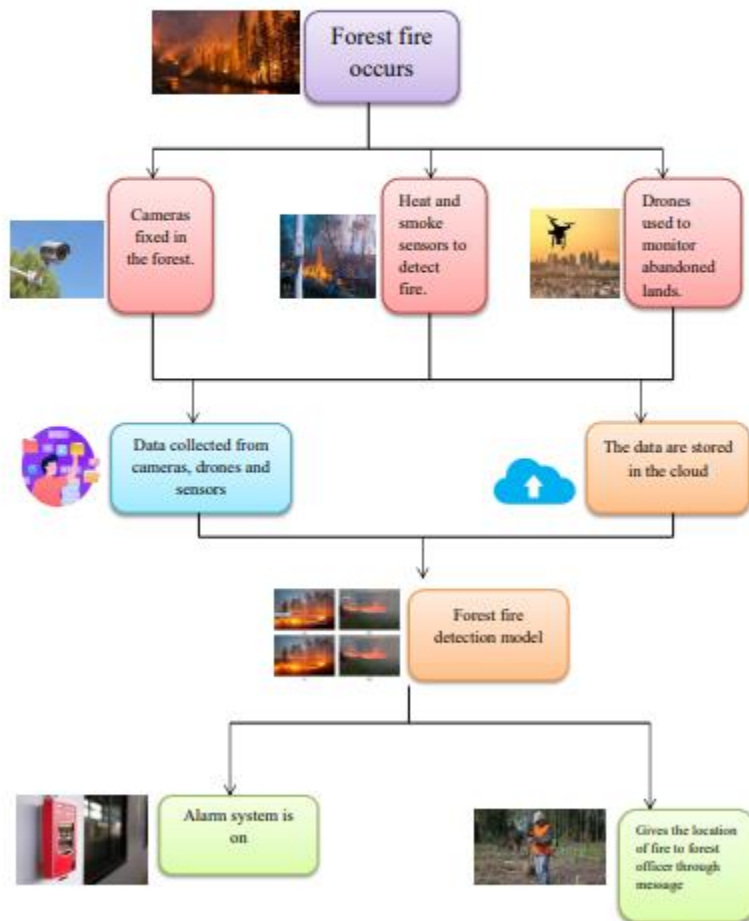 Forest fire
occurs
Cameras
fixed in
the forest.
Heat and
smoke
sensors to
detect
fire.
Drones
used to
monitor
abandoned
lands.
Data collected from
cameras, drones and
sensors
The data are stored
in the cloud
Forest fire
detection model
Alarm system is
on
Gives the location
of fire to forest
officer through
message